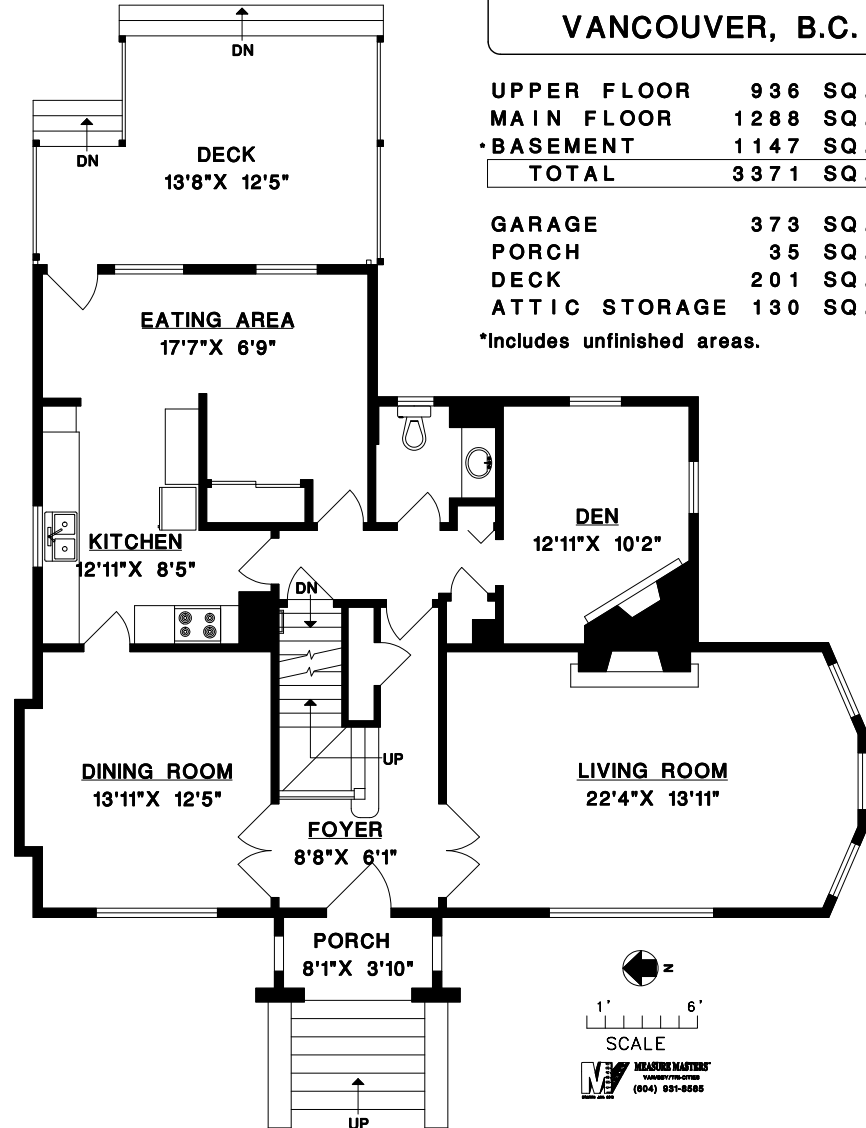 VANCOUVER, B.C.
UPPER FLOOR 936 SQ.
MAIN FLOOR 1288 SQ.
*BASEMENT 1147 SQ.
TOTAL 3371 SQ.
GARAGE 373 SQ.
PORCH 35 SQ.
DECK 201 SQ.
ATTIC STORAGE 130 SQ.
*Includes unfinished areas.
DN
DN
DECK
13'8"X 12'5"
EATING AREA
17'7"X 6'9"
KITCHEN
12'11"X 8'5"
DEN
12'11"X 10'2"
DN
UP
DINING ROOM
13'11"X 12'5"
LIVING ROOM
22'4"X 13'11"
FOYER
8'8"X 6'1"
PORCH
8'1"X 3'10"
UP
N
1' 6'
SCALE
MEASURE MASTERS
(604) 931-8585